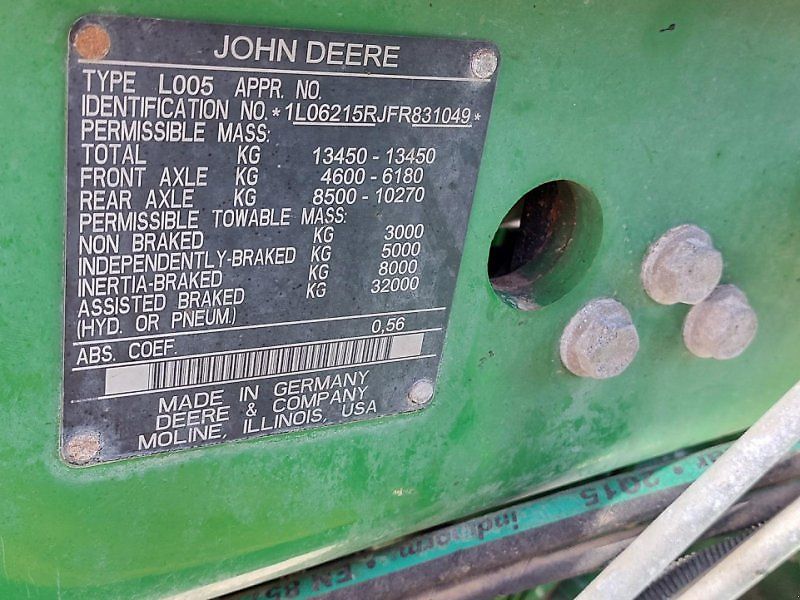 JOHN DEERE
TYPE L005 APPR. NO.
IDENTIFICATION NO. *1L06215RJFR831049*
PERMISSIBLE MASS:
TOTAL KG 13450 - 13450
FRONT AXLE KG 4600 - 6180
REAR AXLE KG 8500 - 10270
PERMISSIBLE TOWABLE MASS:
NON BRAKED KG 3000
INDEPENDENTLY-BRAKED KG 5000
INERTIA-BRAKED KG 8000
ASSISTED BRAKED KG 32000
(HYD. OR PNEUM.)
ABS. COEF. 0,56
MADE IN GERMANY
DEERE & COMPANY
MOLINE, ILLINOIS, USA
• 2015
• EN 85